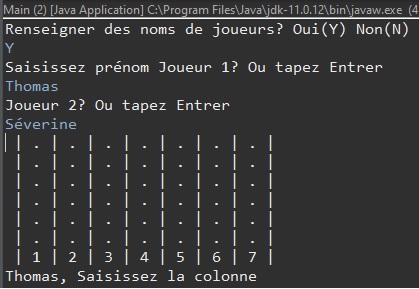 Main (2) [Java Application] C:\Program Files\Java\jdk-11.0.12\bin\javaw.exe (4
Renseigner des noms de joueurs? Oui(Y) Non(N)
Y
Saisissez prénom Joueur 1? Ou tapez Entrer
Thomas
Joueur 2? Ou tapez Entrer
Séverine
| . | . | . | . | . | . | . |
| . | . | . | . | . | . | . |
| . | . | . | . | . | . | . |
| . | . | . | . | . | . | . |
| . | . | . | . | . | . | . |
| . | . | . | . | . | . | . |
| 1 | 2 | 3 | 4 | 5 | 6 | 7 |
Thomas, Saisissez la colonne